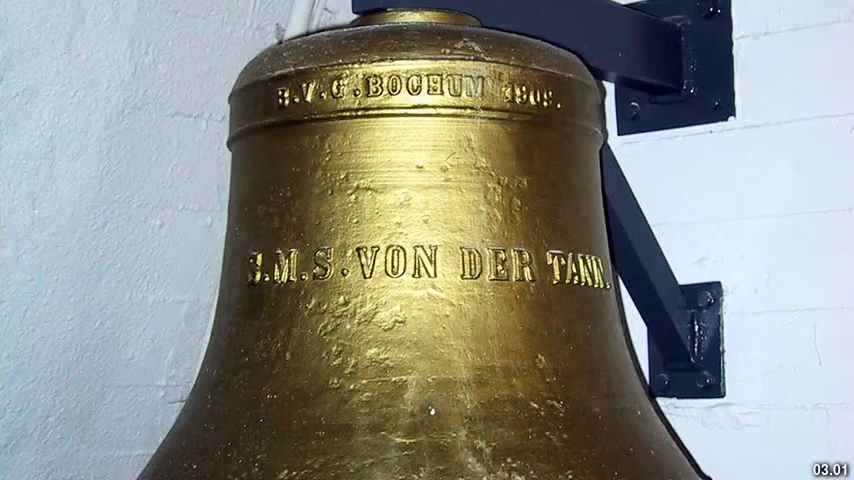 B.V.G. BOCHUM 1909.
S.M.S. VON DER TANN.
03.01